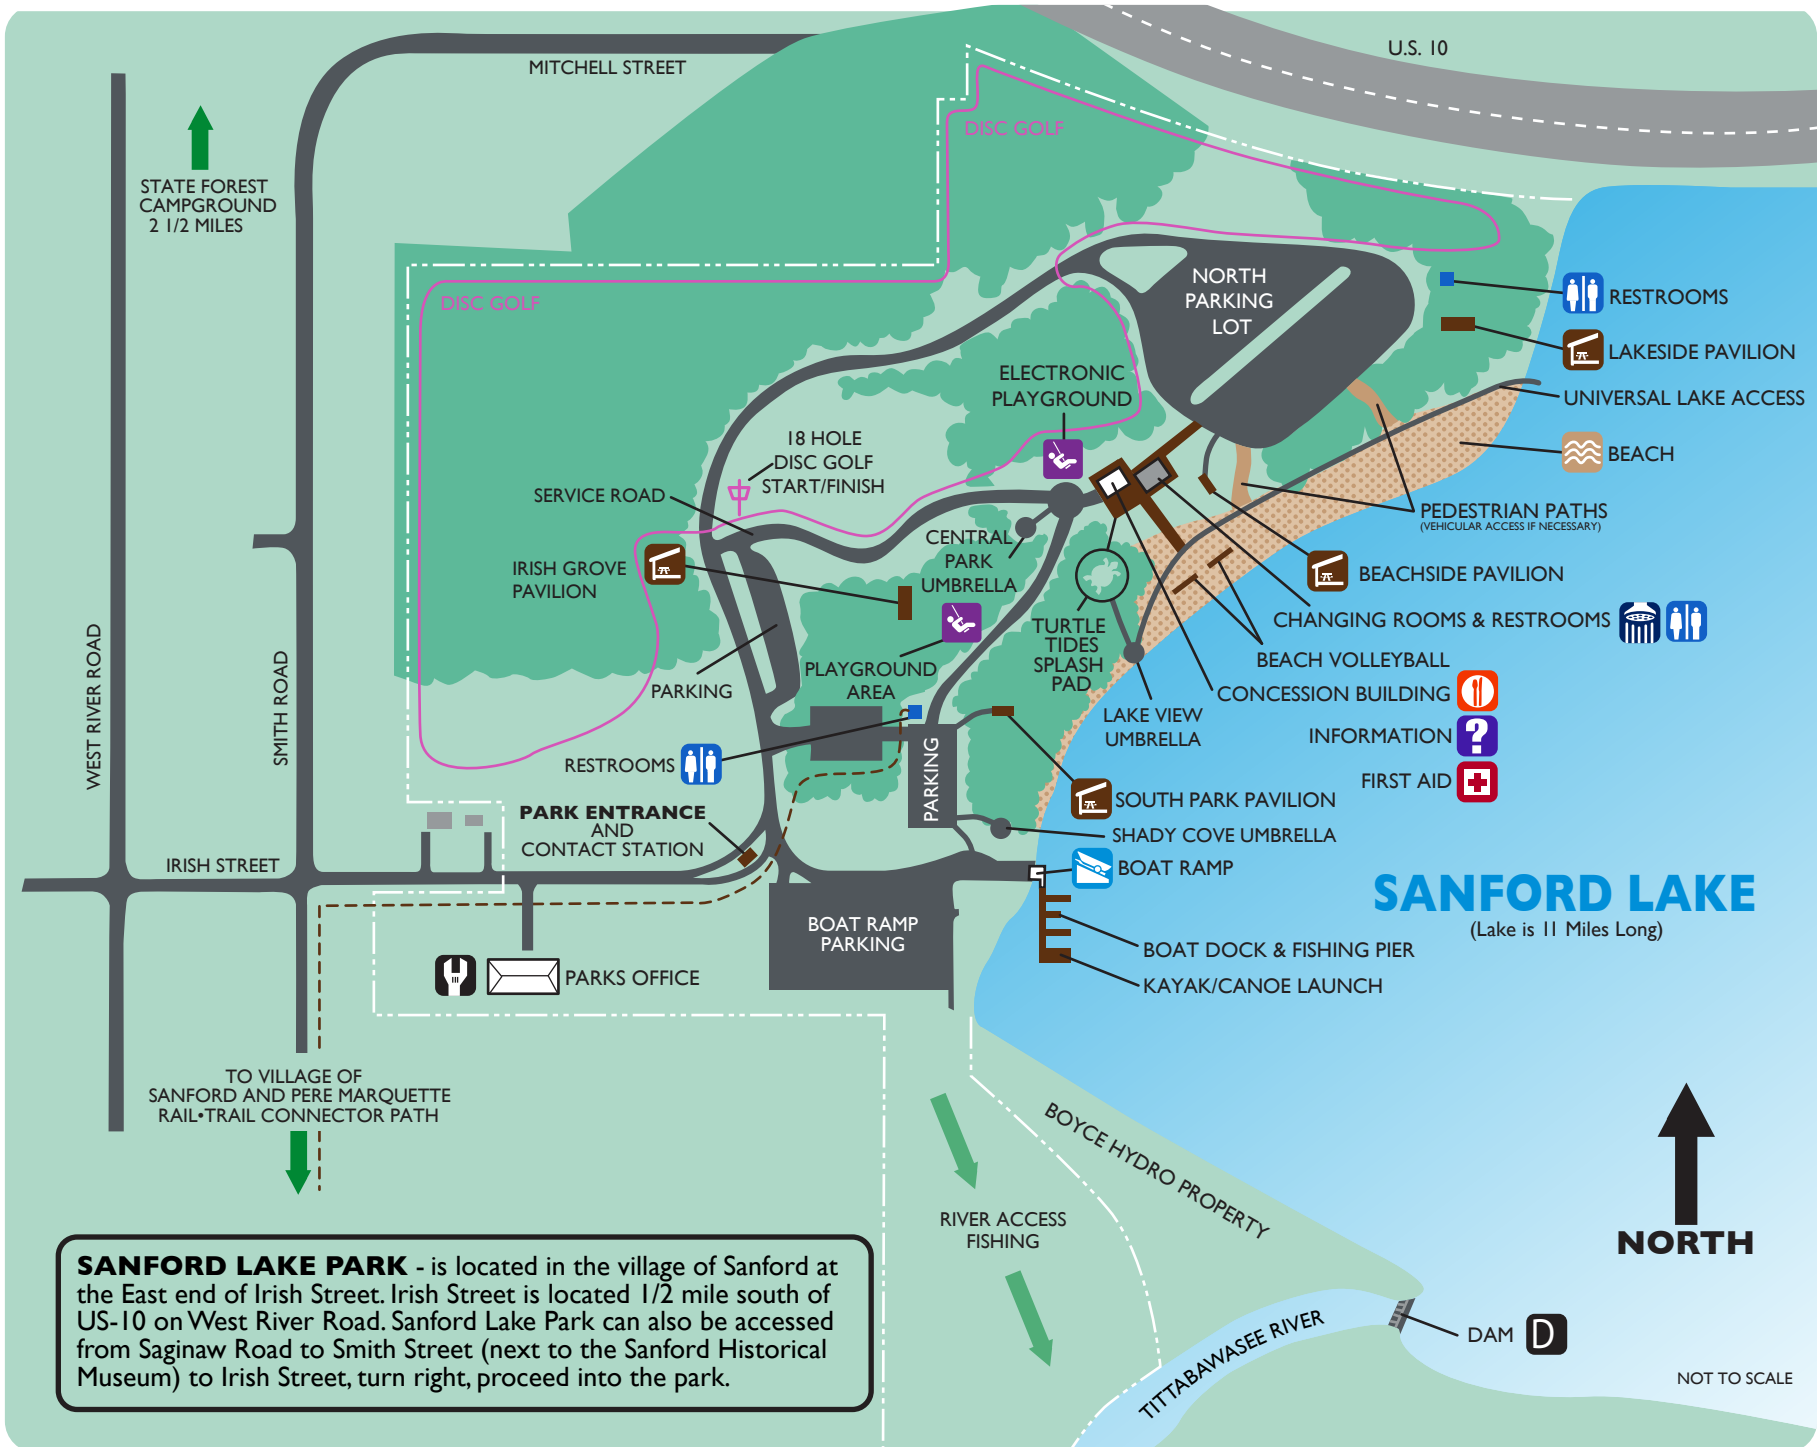 U.S. 10
MITCHELL STREET
DISC GOLF
STATE FOREST
CAMPGROUND
2 1/2 MILES
DISC GOLF
NORTH
PARKING
LOT
RESTROOMS
LAKESIDE PAVILION
UNIVERSAL LAKE ACCESS
BEACH
ELECTRONIC
PLAYGROUND
18 HOLE
DISC GOLF
START/FINISH
SERVICE ROAD
PEDESTRIAN PATHS
(VEHICULAR ACCESS IF NECESSARY)
CENTRAL
PARK
UMBRELLA
IRISH GROVE
PAVILION
BEACHSIDE PAVILION
CHANGING ROOMS & RESTROOMS
TURTLE
TIDES
SPLASH
PAD
BEACH VOLLEYBALL
PLAYGROUND
AREA
PARKING
CONCESSION BUILDING
LAKE VIEW
UMBRELLA
INFORMATION
?
FIRST AID
WEST RIVER ROAD
SMITH ROAD
RESTROOMS
PARKING
SOUTH PARK PAVILION
SHADY COVE UMBRELLA
PARK ENTRANCE
AND
CONTACT STATION
IRISH STREET
BOAT RAMP
SANFORD LAKE
(Lake is 11 Miles Long)
BOAT RAMP
PARKING
BOAT DOCK & FISHING PIER
KAYAK/CANOE LAUNCH
PARKS OFFICE
TO VILLAGE OF
SANFORD AND PERE MARQUETTE
RAIL•TRAIL CONNECTOR PATH
BOYCE HYDRO PROPERTY
RIVER ACCESS
FISHING
NORTH
TITTABAWASEE RIVER
DAM D
NOT TO SCALE
SANFORD LAKE PARK - is located in the village of Sanford at
the East end of Irish Street. Irish Street is located 1/2 mile south of
US-10 on West River Road. Sanford Lake Park can also be accessed
from Saginaw Road to Smith Street (next to the Sanford Historical
Museum) to Irish Street, turn right, proceed into the park.